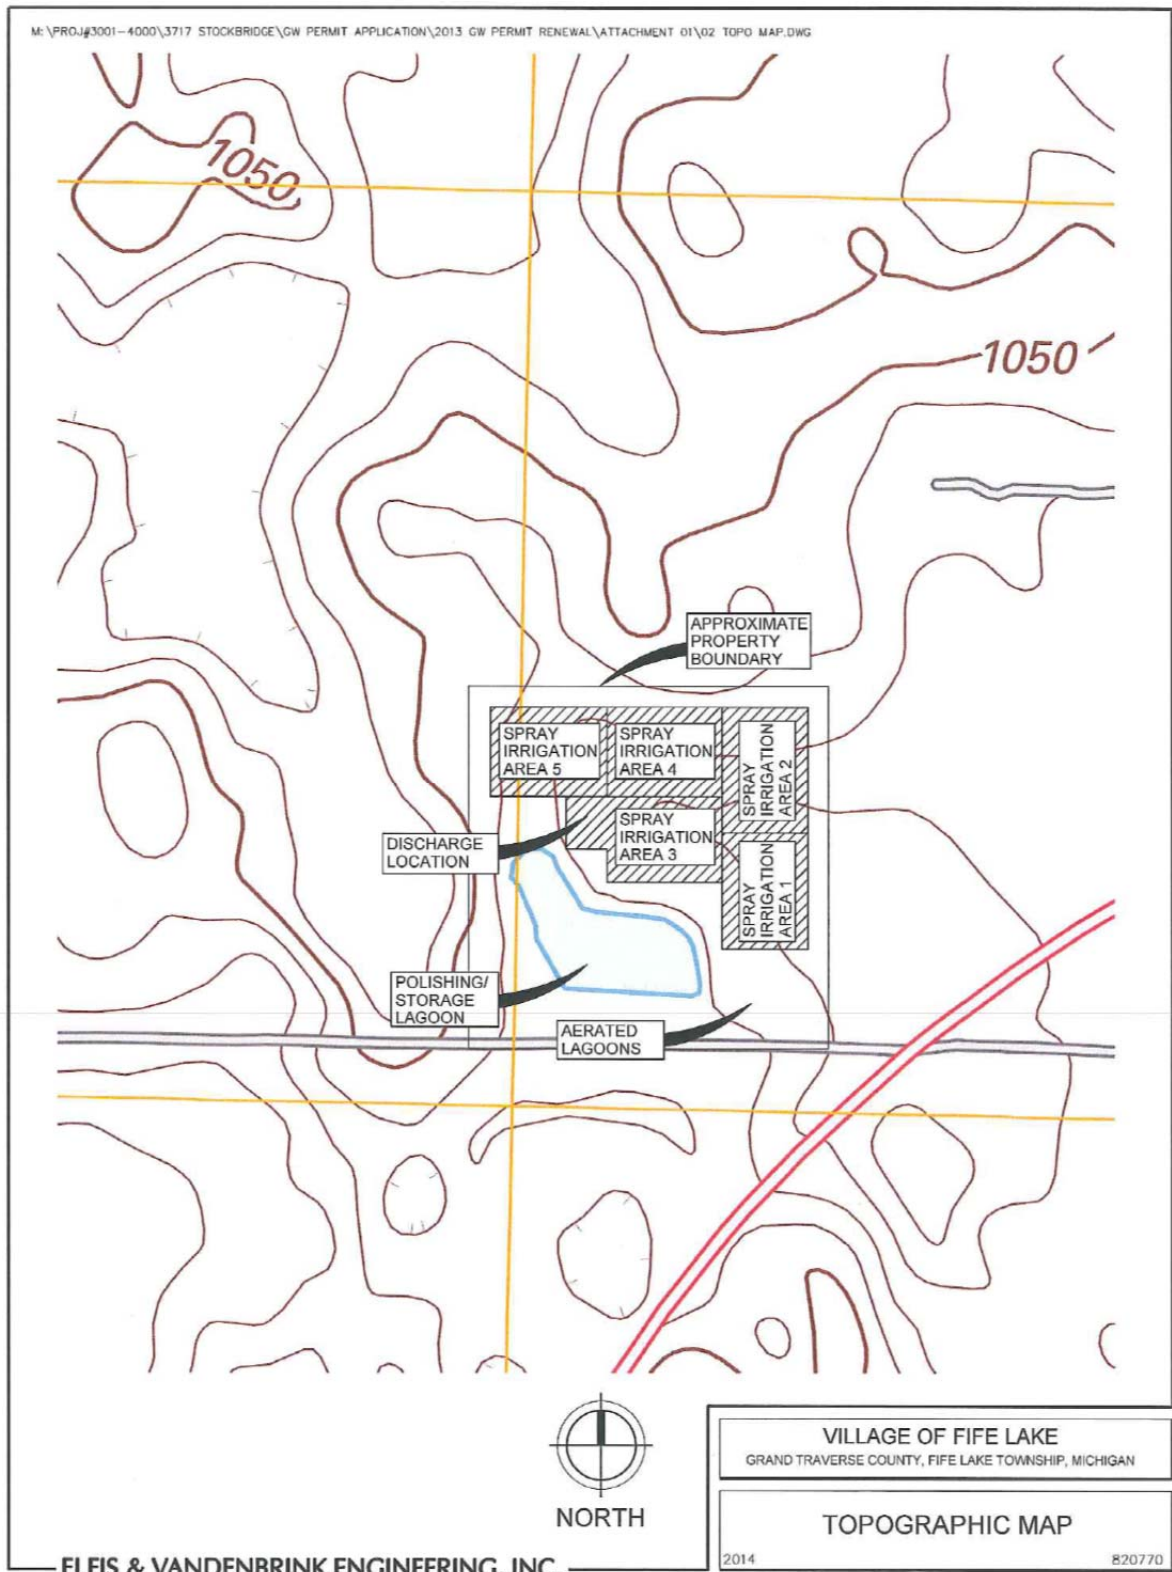 M:\PROJ#3001-4000\3717 STOCKBRIDGE\GW PERMIT APPLICATION\2013 GW PERMIT RENEWAL\ATTACHMENT 01\02 TOPO MAP.DWG
1050
1050
APPROXIMATE
PROPERTY
BOUNDARY
SPRAY
IRRIGATION
AREA 5
SPRAY
IRRIGATION
AREA 4
SPRAY
IRRIGATION
AREA 2
DISCHARGE
LOCATION
SPRAY
IRRIGATION
AREA 3
SPRAY
IRRIGATION
AREA 1
POLISHING/
STORAGE
LAGOON
AERATED
LAGOONS
NORTH
VILLAGE OF FIFE LAKE
GRAND TRAVERSE COUNTY, FIFE LAKE TOWNSHIP, MICHIGAN
TOPOGRAPHIC MAP
2014
820770
FLEIS & VANDENBRINK ENGINEERING, INC.